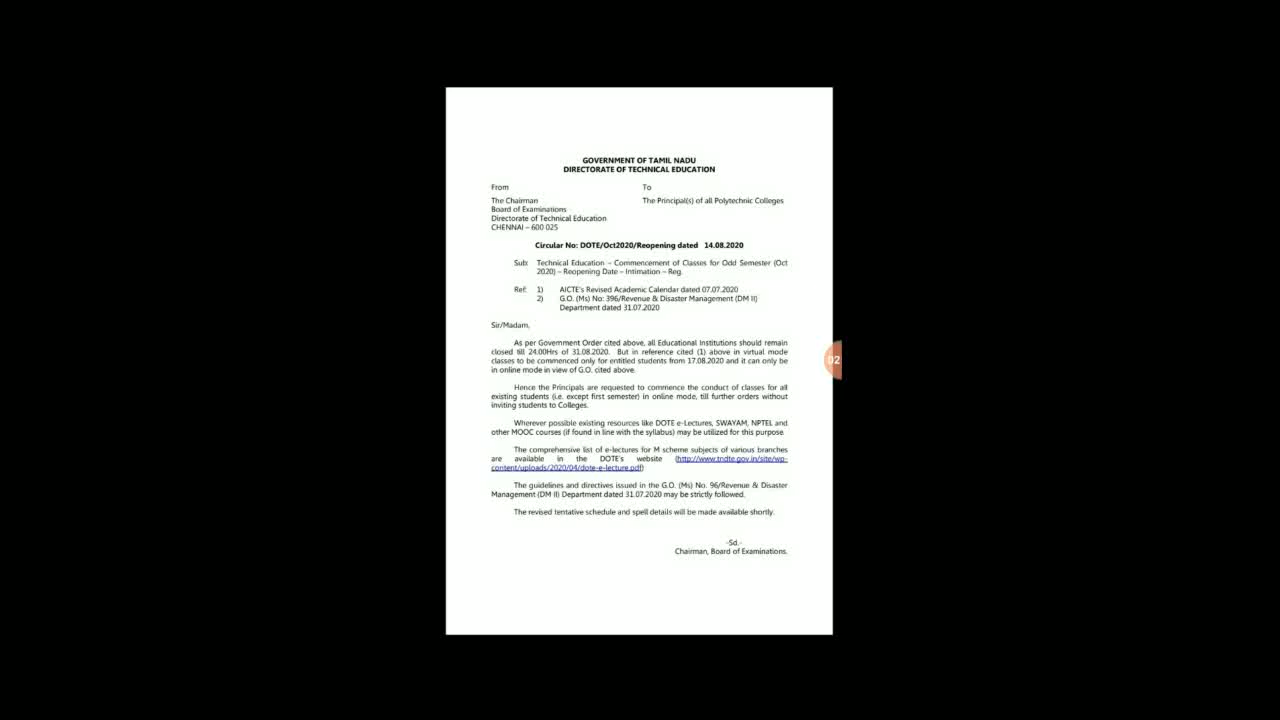 GOVERNMENT OF TAMIL NADU
DIRECTORATE OF TECHNICAL EDUCATION
From
To
The Chairman
The Principal(s) of all Polytechnic Colleges
Board of Examinations
Directorate of Technical Education
CHENNAI – 600 025
Circular No: DOTE/Oct2020/Reopening dated 14.08.2020
Sub: Technical Education – Commencement of Classes for Odd Semester (Oct
2020) – Reopening Date – Intimation – Reg.
Ref: 1) AICTE's Revised Academic Calendar dated 07.07.2020
2) G.O. (Ms) No: 396/Revenue & Disaster Management (DM II)
Department dated 31.07.2020
Sir/Madam,
As per Government Order cited above, all Educational Institutions should remain
closed till 24.00Hrs of 31.08.2020. But in reference cited (1) above in virtual mode
classes to be commenced only for entitled students from 17.08.2020 and it can only be
in online mode in view of G.O. cited above.
Hence the Principals are requested to commence the conduct of classes for all
existing students (i.e. except first semester) in online mode, till further orders without
inviting students to Colleges.
Wherever possible existing resources like DOTE e-Lectures, SWAYAM, NPTEL and
other MOOC courses (if found in line with the syllabus) may be utilized for this purpose.
The comprehensive list of e-lectures for M scheme subjects of various branches
are available in the DOTE's website (http://www.tndte.gov.in/site/wp-
content/uploads/2020/04/dote-e-lecture.pdf)
The guidelines and directives issued in the G.O. (Ms) No. 96/Revenue & Disaster
Management (DM II) Department dated 31.07.2020 may be strictly followed.
The revised tentative schedule and spell details will be made available shortly.
-Sd.-
Chairman, Board of Examinations.
02